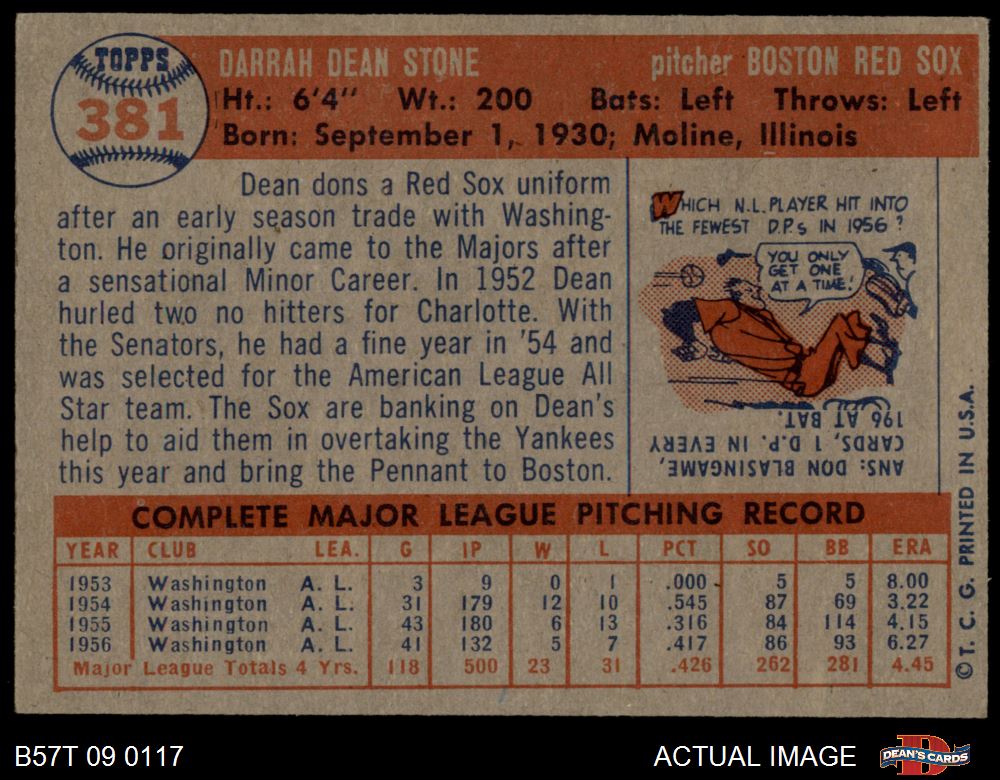 TOPPS
381
DARRAH DEAN STONE pitcher BOSTON RED SOX
Ht.: 6'4" Wt.: 200 Bats: Left Throws: Left
Born: September 1, 1930; Moline, Illinois
Dean dons a Red Sox uniform
after an early season trade with Washing-
ton. He originally came to the Majors after
a sensational Minor Career. In 1952 Dean
hurled two no hitters for Charlotte. With
the Senators, he had a fine year in '54 and
was selected for the American League All
Star team. The Sox are banking on Dean's
help to aid them in overtaking the Yankees
this year and bring the Pennant to Boston.
WHICH N.L. PLAYER HIT INTO
THE FEWEST D.P.s IN 1956?
YOU ONLY
GET ONE
AT A TIME!
ANS: DON BLASINGAME,
CARDS, 1 D.P. IN EVERY
196 AT BAT.
COMPLETE MAJOR LEAGUE PITCHING RECORD
YEAR CLUB LEA. G IP W L PCT SO BB ERA
1953 Washington A. L. 3 9 0 1 .000 5 5 8.00
1954 Washington A. L. 31 179 12 10 .545 87 69 3.22
1955 Washington A. L. 43 180 6 13 .316 84 114 4.15
1956 Washington A. L. 41 132 5 7 .417 86 93 6.27
Major League Totals 4 Yrs. 118 500 23 31 .426 262 281 4.45
© T. C. G. PRINTED IN U.S.A.
B57T 09 0117 ACTUAL IMAGE DEAN'S CARDS